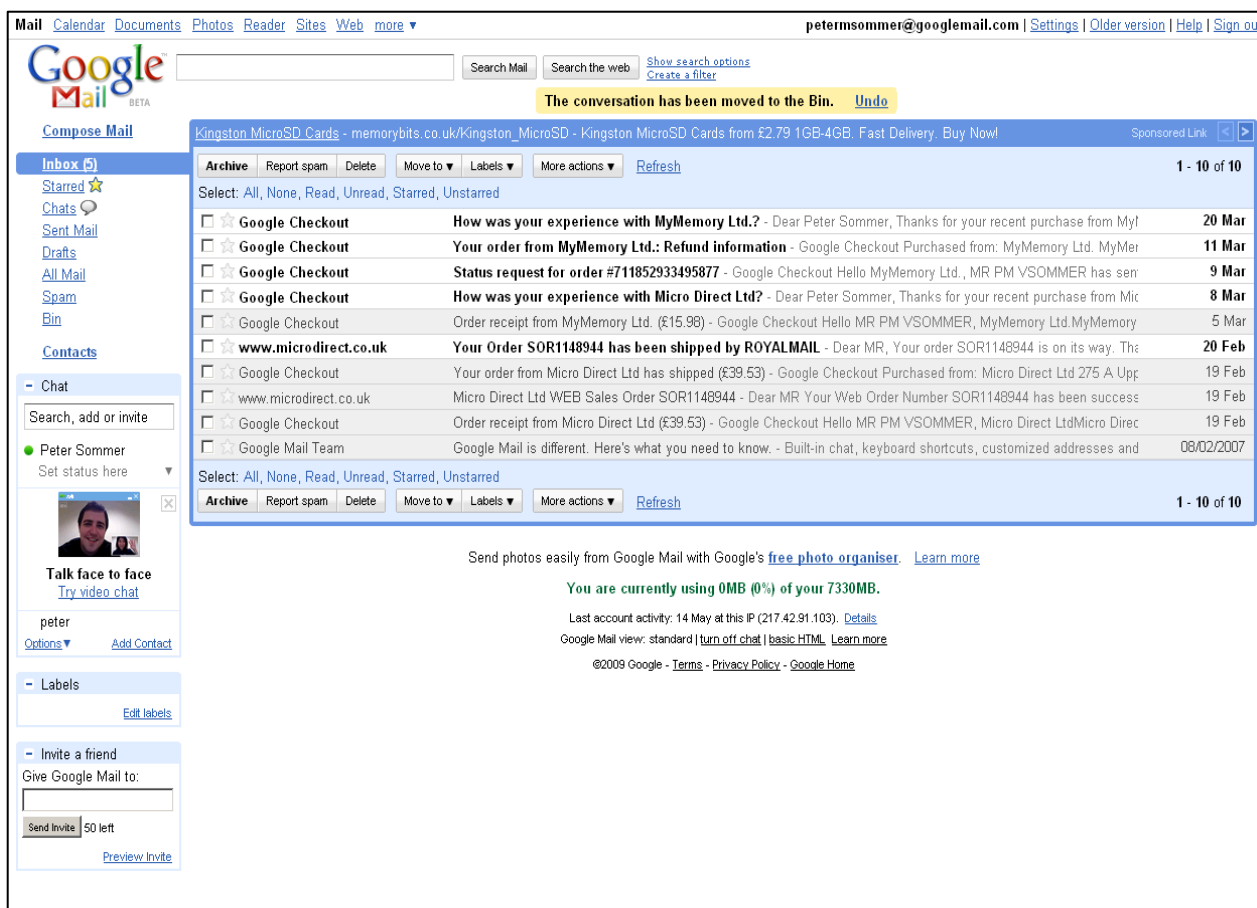 Mail Calendar Documents Photos Reader Sites Web more ▼ petermsommer@googlemail.com | Settings | Older version | Help | Sign ou
Google Mail BETA
Search Mail Search the web Show search options
Create a filter
The conversation has been moved to the Bin. Undo
Compose Mail
Inbox (5)
Starred
Chats
Sent Mail
Drafts
All Mail
Spam
Bin
Contacts
− Chat
Search, add or invite
Peter Sommer
Set status here ▼
Talk face to face
Try video chat
peter
Options ▼ Add Contact
− Labels
Edit labels
− Invite a friend
Give Google Mail to:
Send Invite 50 left
Preview Invite
Kingston MicroSD Cards - memorybits.co.uk/Kingston_MicroSD - Kingston MicroSD Cards from £2.79 1GB-4GB. Fast Delivery. Buy Now! Sponsored Link < >
Archive Report spam Delete Move to ▼ Labels ▼ More actions ▼ Refresh 1 - 10 of 10
Select: All, None, Read, Unread, Starred, Unstarred
Google Checkout How was your experience with MyMemory Ltd.? - Dear Peter Sommer, Thanks for your recent purchase from 20 Mar
Google Checkout Your order from MyMemory Ltd.: Refund information - Google Checkout Purchased from: MyMemory Ltd. MyMer 11 Mar
Google Checkout Status request for order #711852933495877 - Google Checkout Hello MyMemory Ltd., MR PM VSOMMER has sen 9 Mar
Google Checkout How was your experience with Micro Direct Ltd? - Dear Peter Sommer, Thanks for your recent purchase from Mic 8 Mar
Google Checkout Order receipt from MyMemory Ltd. (£15.98) - Google Checkout Hello MR PM VSOMMER, MyMemory Ltd.MyMemory 5 Mar
www.microdirect.co.uk Your Order SOR1148944 has been shipped by ROYALMAIL - Dear MR, Your order SOR1148944 is on its way. Tha 20 Feb
Google Checkout Your order from Micro Direct Ltd has shipped (£39.53) - Google Checkout Purchased from: Micro Direct Ltd 275 A Upp 19 Feb
www.microdirect.co.uk Micro Direct Ltd WEB Sales Order SOR1148944 - Dear MR Your Web Order Number SOR1148944 has been success 19 Feb
Google Checkout Order receipt from Micro Direct Ltd (£39.53) - Google Checkout Hello MR PM VSOMMER, Micro Direct LtdMicro Direc 19 Feb
Google Mail Team Google Mail is different. Here's what you need to know. - Built-in chat, keyboard shortcuts, customized addresses and 08/02/2007
Select: All, None, Read, Unread, Starred, Unstarred
Archive Report spam Delete Move to ▼ Labels ▼ More actions ▼ Refresh 1 - 10 of 10
Send photos easily from Google Mail with Google's free photo organiser. Learn more
You are currently using 0MB (0%) of your 7330MB.
Last account activity: 14 May at this IP (217.42.91.103). Details
Google Mail view: standard | turn off chat | basic HTML Learn more
©2009 Google - Terms - Privacy Policy - Google Home